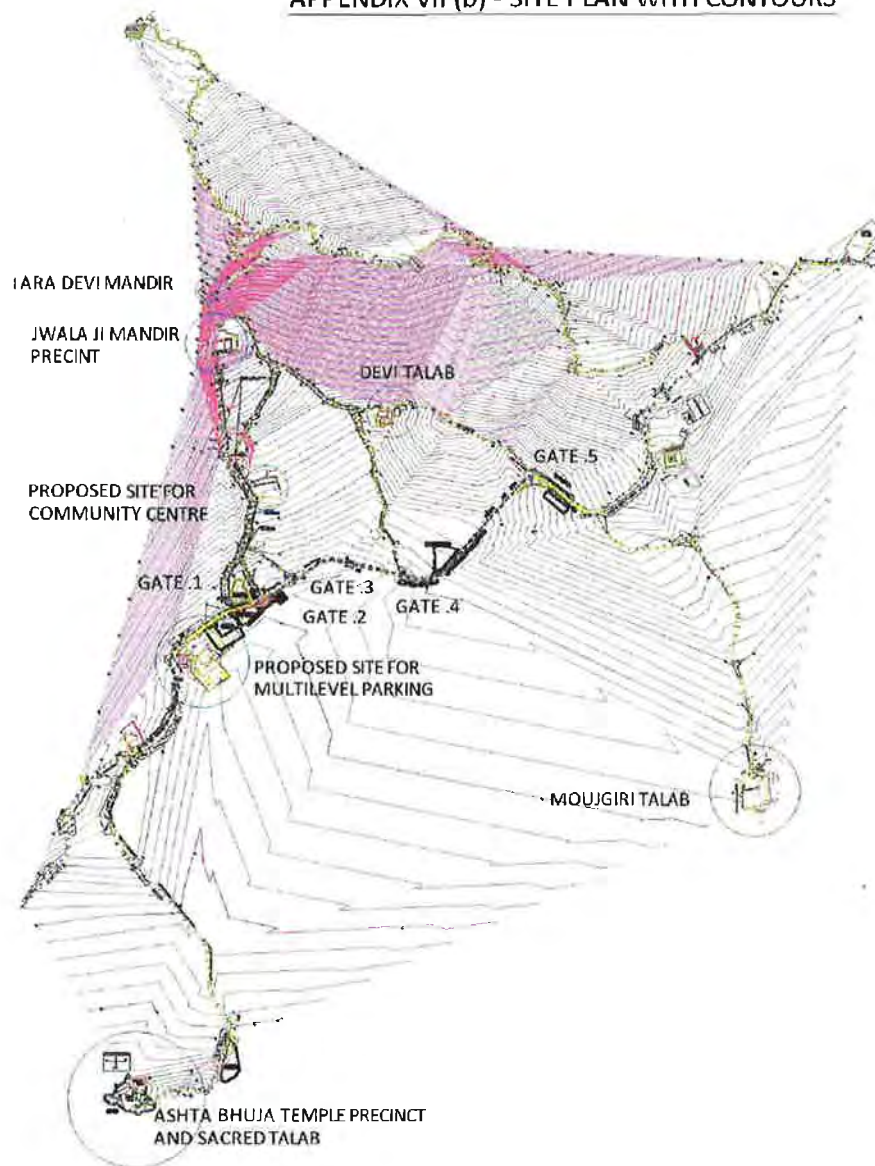 APPENDIX VII (b) - SITE PLAN WITH CONTOURS
TARA DEVI MANDIR
JWALA JI MANDIR
PRECINT
DEVI TALAB
GATE .5
PROPOSED SITE FOR
COMMUNITY CENTRE
GATE .1
GATE .3
GATE .4
GATE .2
PROPOSED SITE FOR
MULTILEVEL PARKING
MOUJGIRI TALAB
ASHTA BHUJA TEMPLE PRECINCT
AND SACRED TALAB